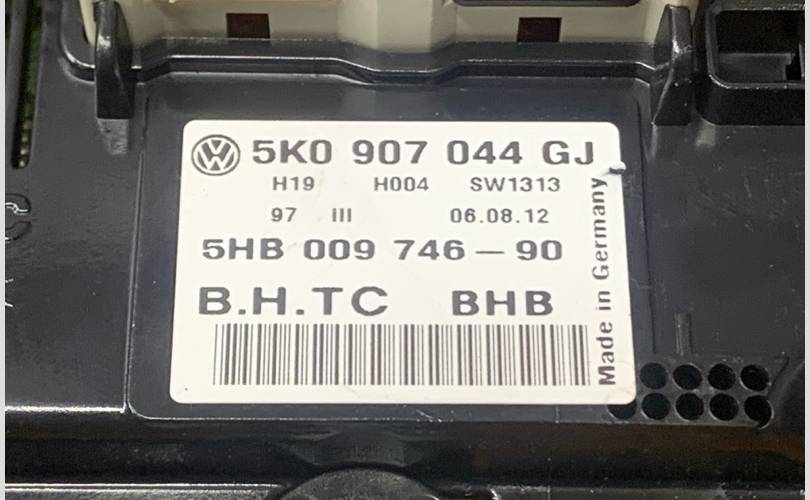 5K0 907 044 GJ
H19 H004 SW1313
97 III 06.08.12
5HB 009 746-90
B.H.TC BHB
Made in Germany